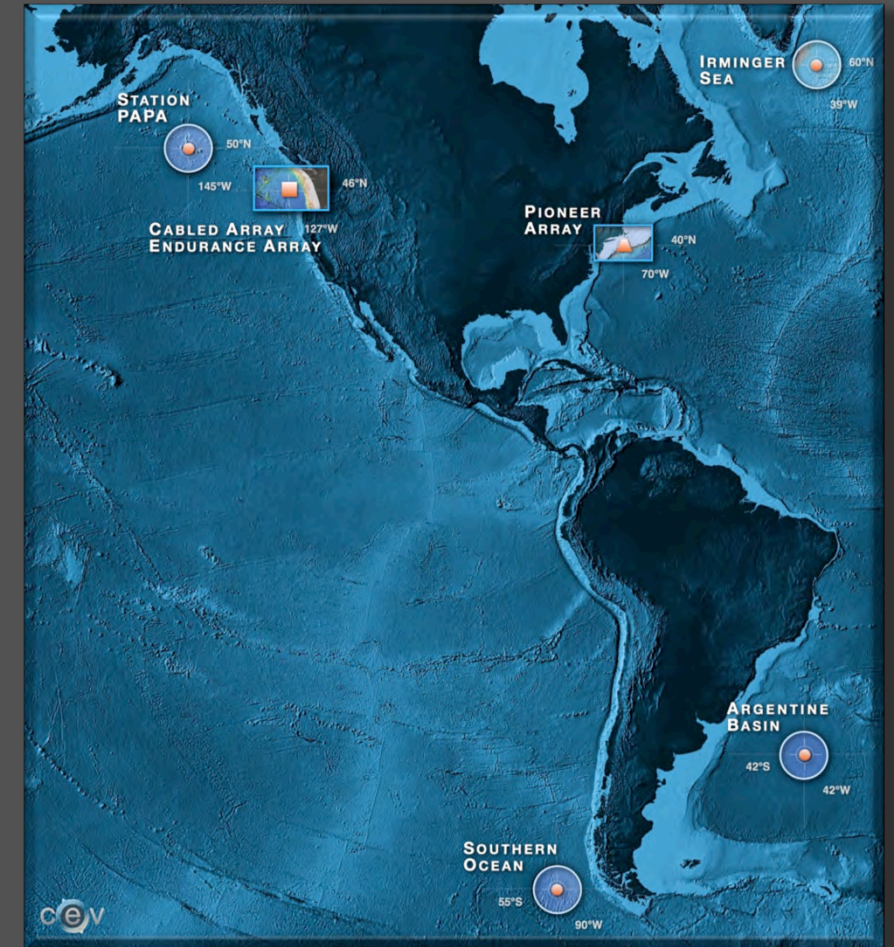 IRMINGER
SEA
60°N
39°W
STATION
PAPA
50°N
145°W
46°N
127°W
CABLED ARRAY
ENDURANCE ARRAY
PIONEER
ARRAY
40°N
70°W
ARGENTINE
BASIN
42°S
42°W
SOUTHERN
OCEAN
55°S
90°W
cev